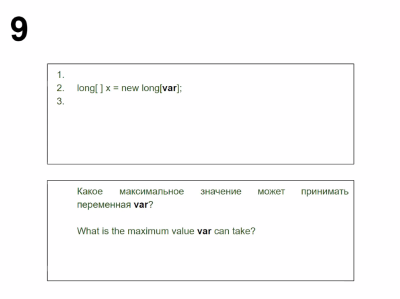 9
1.
2. long[ ] x = new long[var];
3.
Какое максимальное значение может принимать
переменная var?
What is the maximum value var can take?